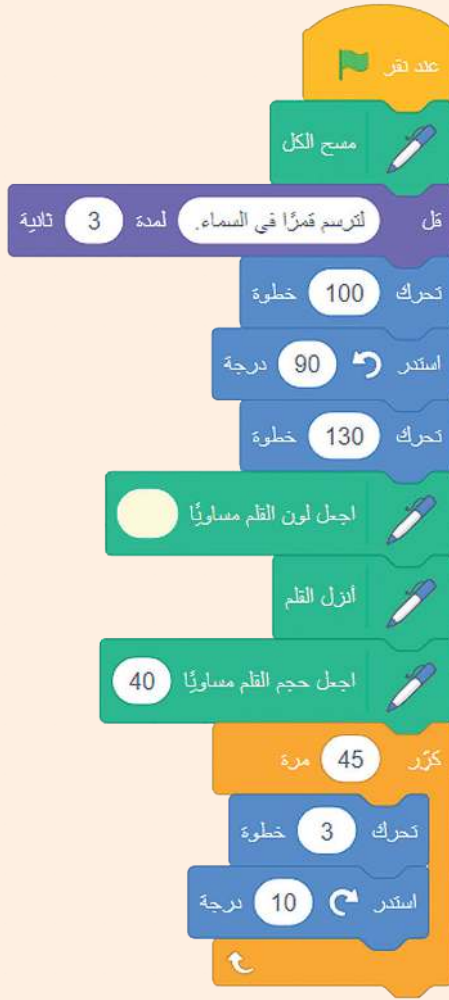 عند نقر
مسح الكل
قل لنرسم قمرًا في السماء. لمدة 3 ثانية
تحرك 100 خطوة
استدر 90 درجة
تحرك 130 خطوة
اجعل لون القلم مساويًا
أنزل القلم
اجعل حجم القلم مساويًا 40
كرّر 45 مرة
تحرك 3 خطوة
استدر 10 درجة